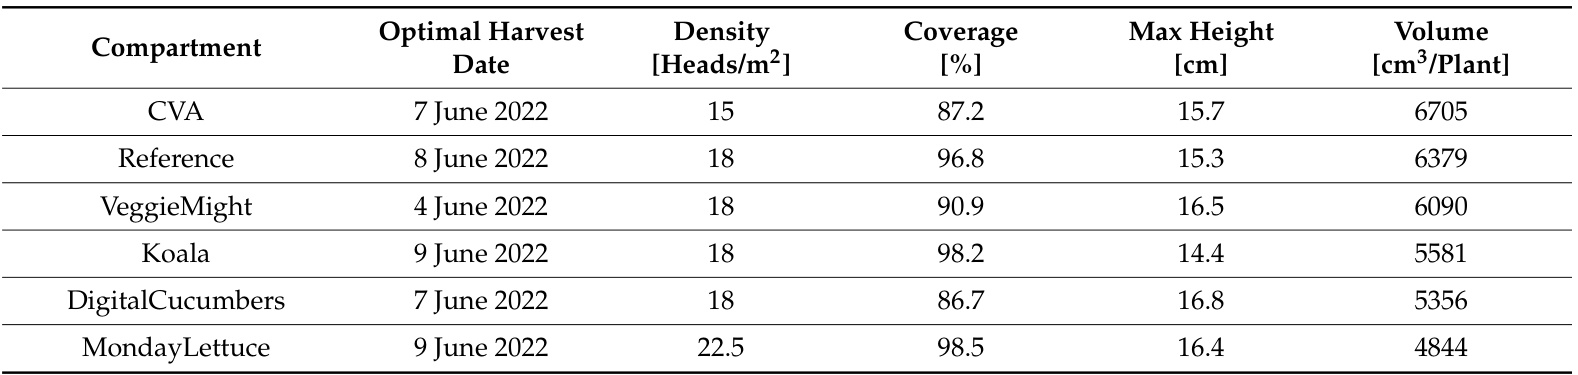 Compartment Optimal Harvest Date Density [Heads/m²] Coverage [%] Max Height [cm] Volume [cm³/Plant]
CVA 7 June 2022 15 87.2 15.7 6705
Reference 8 June 2022 18 96.8 15.3 6379
VeggieMight 4 June 2022 18 90.9 16.5 6090
Koala 9 June 2022 18 98.2 14.4 5581
DigitalCucumbers 7 June 2022 18 86.7 16.8 5356
MondayLettuce 9 June 2022 22.5 98.5 16.4 4844